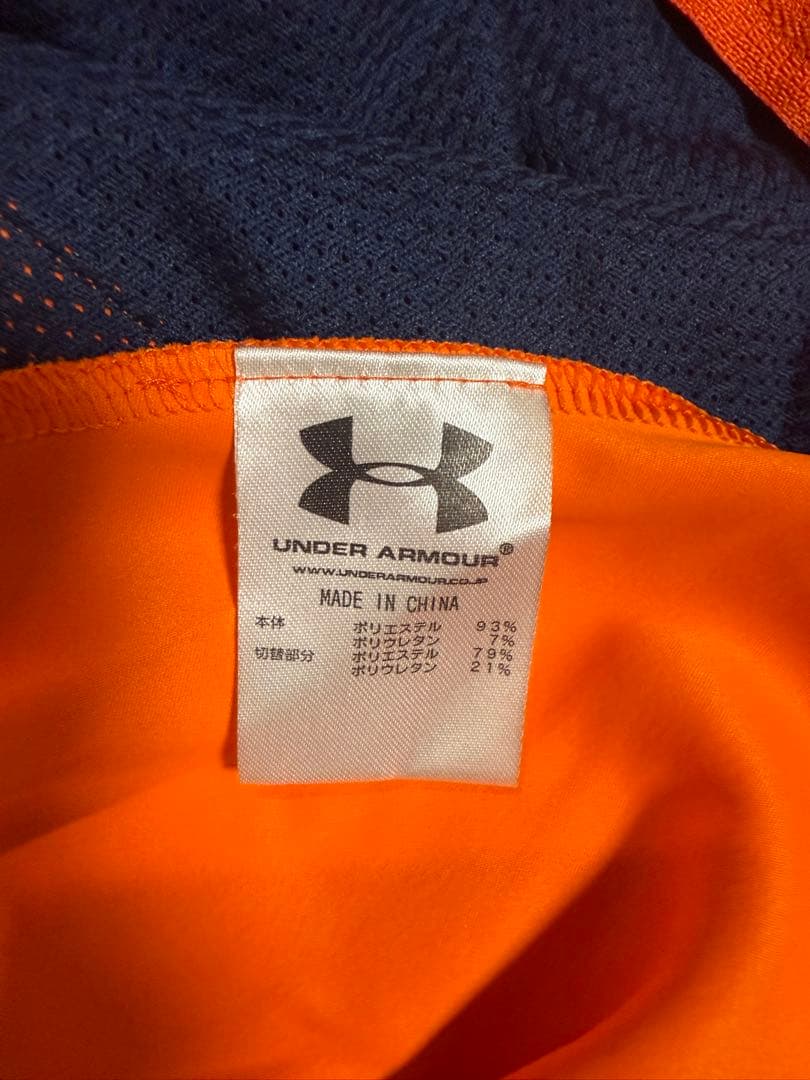 UNDER ARMOUR®
WWW.UNDERARMOUR.CO.JP
MADE IN CHINA
本体 ポリエステル 93%
ポリウレタン 7%
切替部分 ポリエステル 79%
ポリウレタン 21%